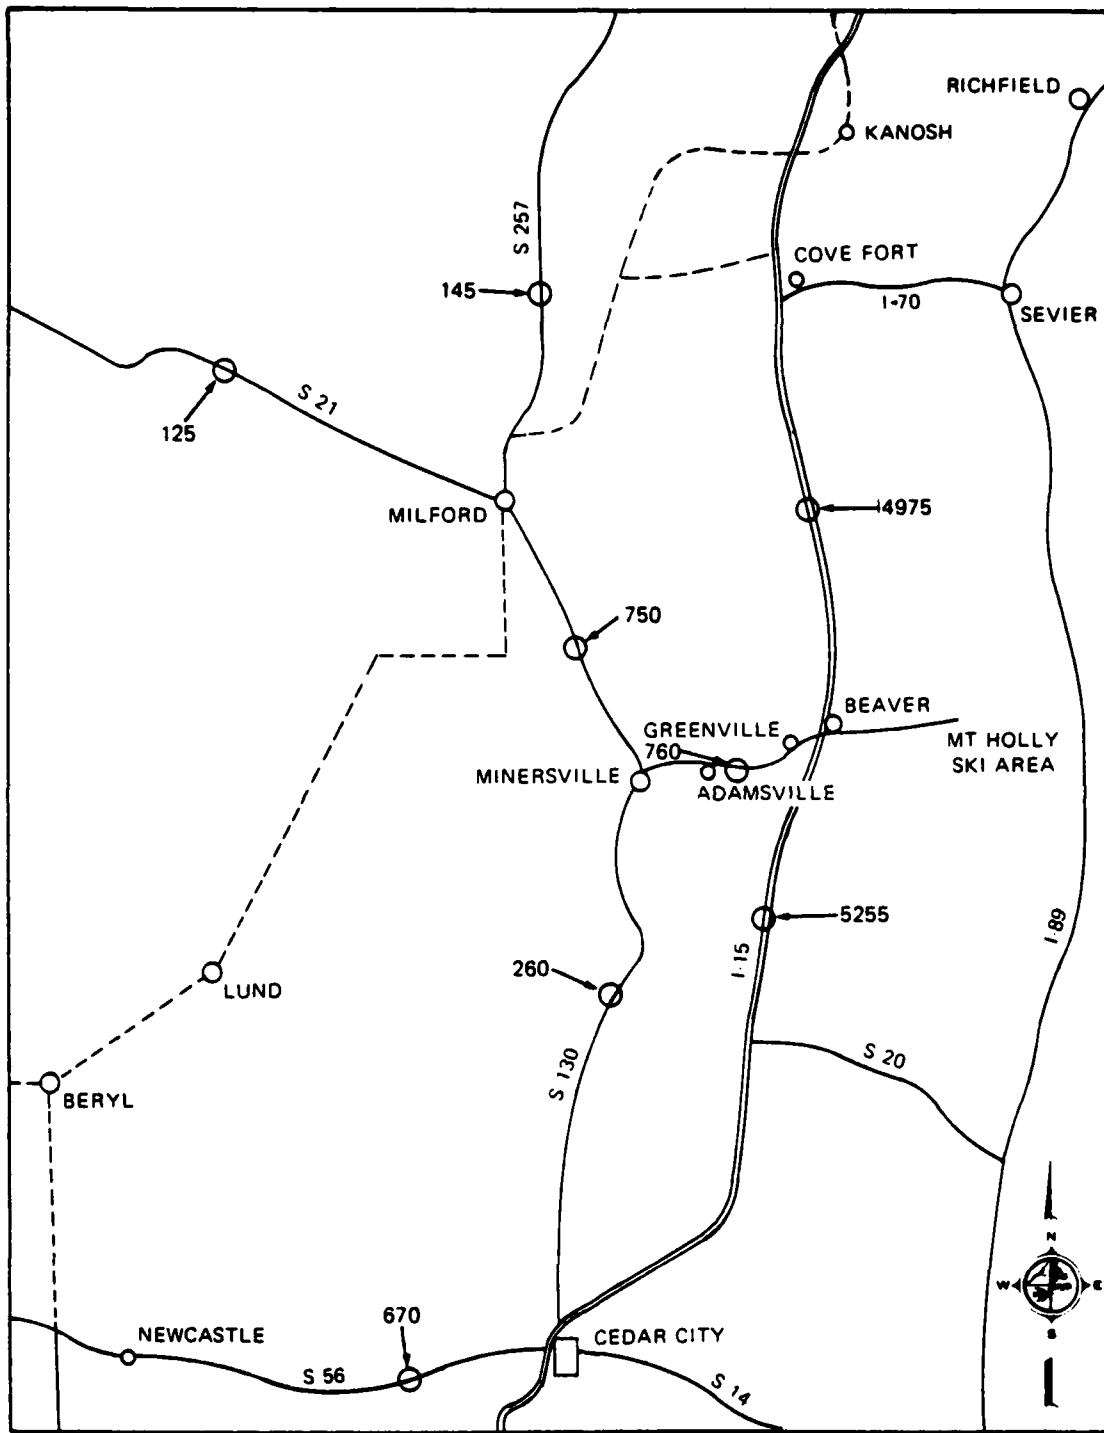 RICHFIELD
KANOSH
S 257
COVE FORT
145
I-70
SEVIER
S 21
125
MILFORD
4975
750
BEAVER
GREENVILLE
760
MT HOLLY
SKI AREA
MINERSVILLE
ADAMSVILLE
5255
I-89
I-15
260
LUND
S 20
S 130
BERYL
N
W
E
S
670
NEWCASTLE
CEDAR CITY
S 56
S 14